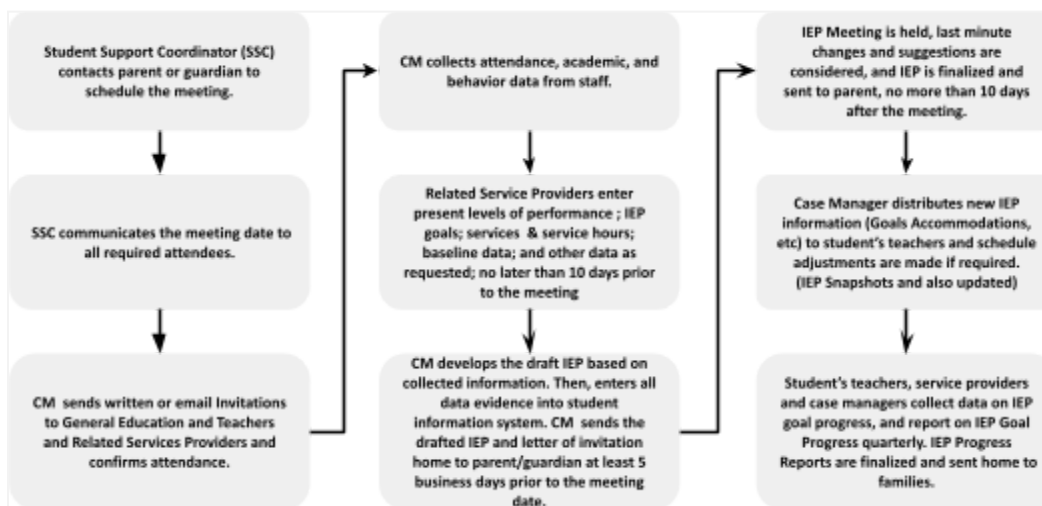 Student Support Coordinator (SSC)
contacts parent or guardian to
schedule the meeting.
SSC communicates the meeting date to
all required attendees.
CM sends written or email Invitations
to General Education and Teachers
and Related Services Providers and
confirms attendance.
CM collects attendance, academic, and
behavior data from staff.
Related Service Providers enter
present levels of performance ; IEP
goals; services & service hours;
baseline data; and other data as
requested; no later than 10 days prior
to the meeting
CM develops the draft IEP based on
collected information. Then, enters all
data evidence into student
information system. CM sends the
drafted IEP and letter of invitation
home to parent/guardian at least 5
business days prior to the meeting
date.
IEP Meeting is held, last minute
changes and suggestions are
considered, and IEP is finalized and
sent to parent, no more than 10 days
after the meeting.
Case Manager distributes new IEP
information (Goals Accommodations,
etc) to student's teachers and schedule
adjustments are made if required.
(IEP Snapshots and also updated)
Student's teachers, service providers
and case managers collect data on IEP
goal progress, and report on IEP Goal
Progress quarterly. IEP Progress
Reports are finalized and sent home to
families.